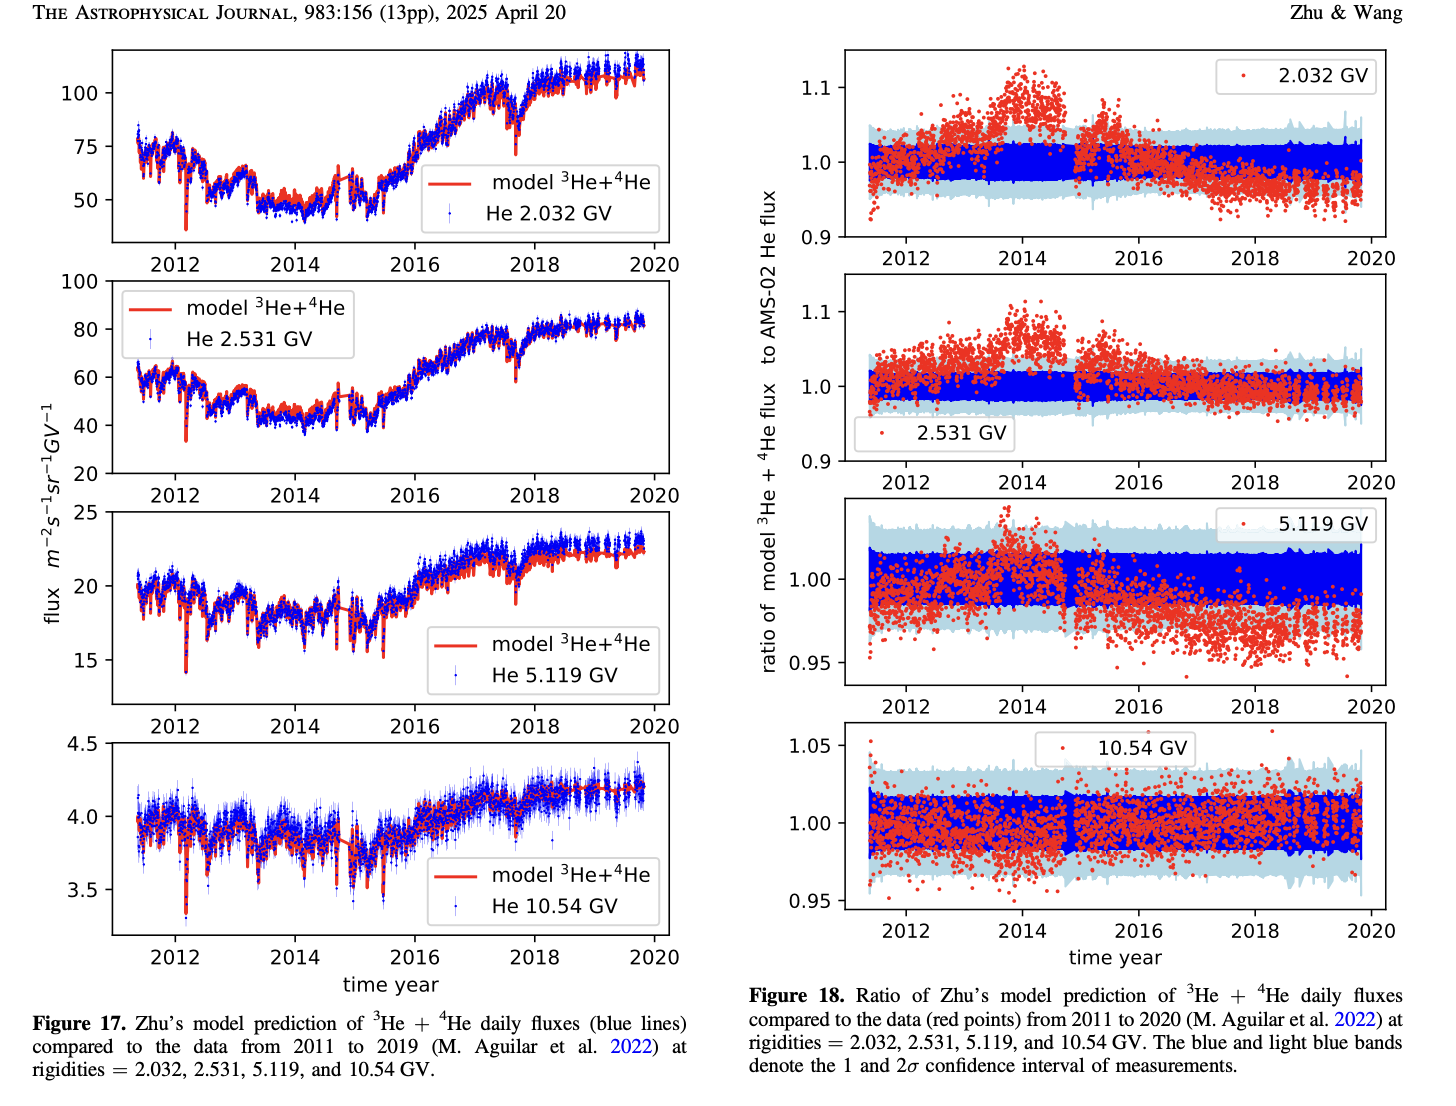 THE ASTROPHYSICAL JOURNAL, 983:156 (13pp), 2025 April 20
Zhu & Wang
100
75
50
model ³He+⁴He
He 2.032 GV
2012 2014 2016 2018 2020
100
80
60
40
20
model ³He+⁴He
He 2.531 GV
2012 2014 2016 2018 2020
flux m⁻²s⁻¹sr⁻¹GV⁻¹
25
20
15
model ³He+⁴He
He 5.119 GV
2012 2014 2016 2018 2020
4.5
4.0
3.5
model ³He+⁴He
He 10.54 GV
2012 2014 2016 2018 2020
time year
Figure 17. Zhu's model prediction of ³He + ⁴He daily fluxes (blue lines)
compared to the data from 2011 to 2019 (M. Aguilar et al. 2022) at
rigidities = 2.032, 2.531, 5.119, and 10.54 GV.
1.1
1.0
0.9
2.032 GV
2012 2014 2016 2018 2020
1.1
1.0
0.9
2.531 GV
2012 2014 2016 2018 2020
ratio of model ³He + ⁴He flux to AMS-02 He flux
1.00
0.95
5.119 GV
2012 2014 2016 2018 2020
1.05
1.00
0.95
10.54 GV
2012 2014 2016 2018 2020
time year
Figure 18. Ratio of Zhu's model prediction of ³He + ⁴He daily fluxes
compared to the data (red points) from 2011 to 2020 (M. Aguilar et al. 2022) at
rigidities = 2.032, 2.531, 5.119, and 10.54 GV. The blue and light blue bands
denote the 1 and 2σ confidence interval of measurements.